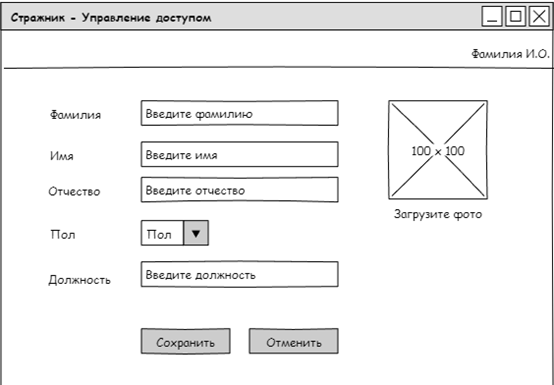 Стражник - Управление доступом
Фамилия И.О.
Фамилия
Введите фамилию
Имя
Введите имя
100 x 100
Отчество
Введите отчество
Загрузите фото
Пол
Пол
Должность
Введите должность
Сохранить
Отменить